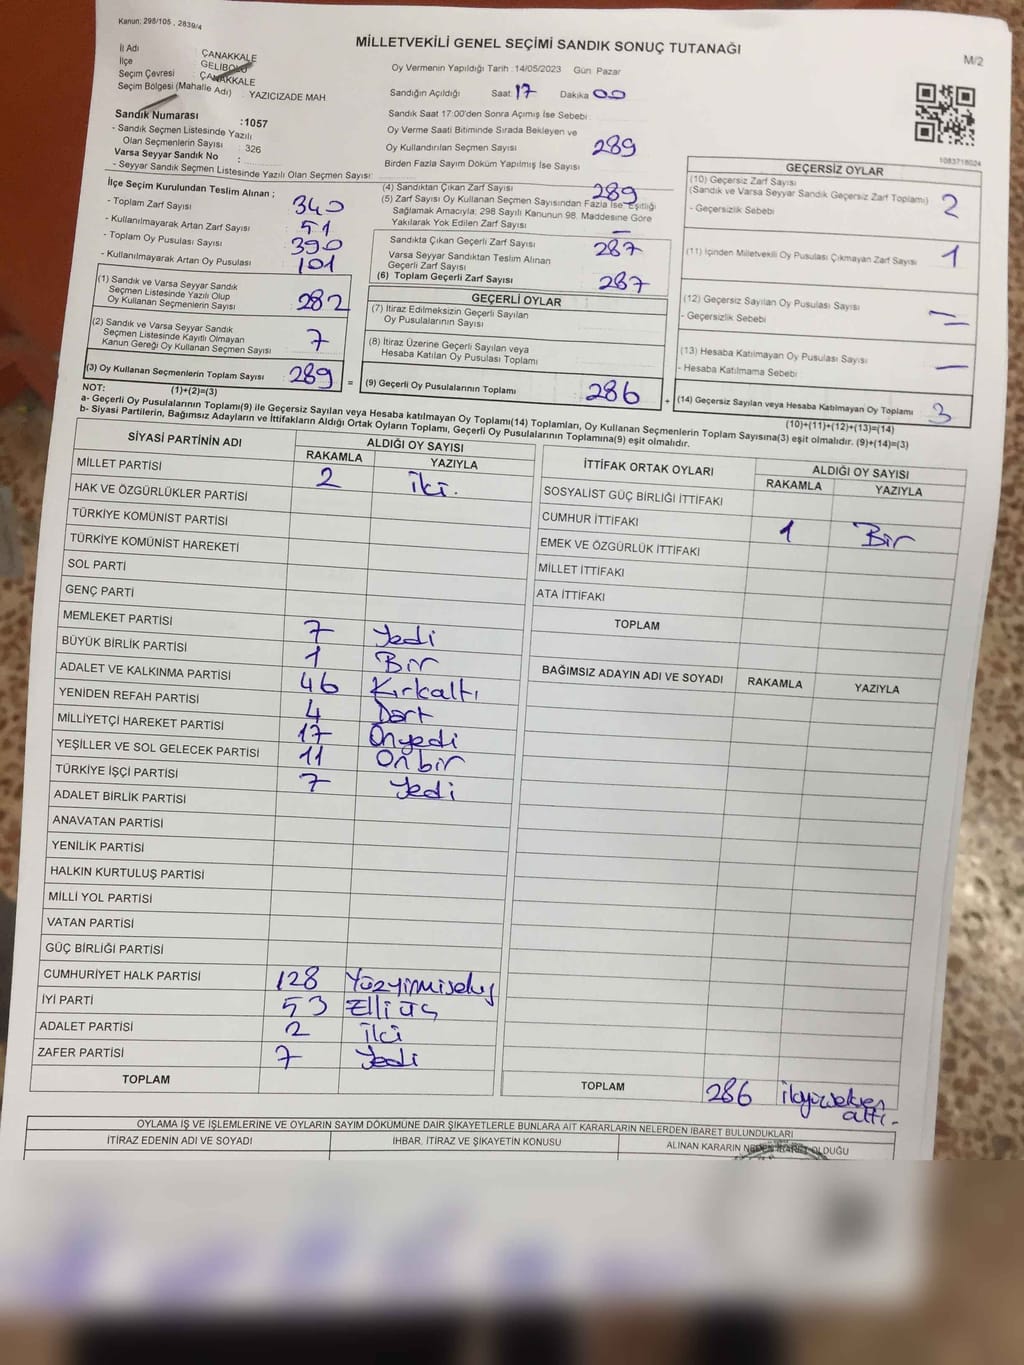 Kanun: 298/105 , 2839/4
MİLLETVEKİLİ GENEL SEÇİMİ SANDIK SONUÇ TUTANAĞI
M/2
İl Adı ÇANAKKALE
İlçe GELİBOLU
Seçim Çevresi ÇANAKKALE
Seçim Bölgesi (Mahalle Adı) : YAZICIZADE MAH
Oy Vermenin Yapıldığı Tarih : 14/05/2023 Gün: Pazar
Sandığın Açıldığı Saat: 17 Dakika 00
Sandık Saat 17:00'den Sonra Açımış İse Sebebi :
Oy Verme Saati Bitiminde Sırada Bekleyen ve
Oy Kullandırılan Seçmen Sayısı 289
Birden Fazla Sayım Döküm Yapılmış İse Sayısı
Sandık Numarası :1057
- Sandık Seçmen Listesinde Yazılı
Olan Seçmenlerin Sayısı : 326
Varsa Seyyar Sandık No :
- Seyyar Sandık Seçmen Listesinde Yazılı Olan Seçmen Sayısı:
1083718024
İlçe Seçim Kurulundan Teslim Alınan ;
- Toplam Zarf Sayısı 340
- Kullanılmayarak Artan Zarf Sayısı 51
- Toplam Oy Pusulası Sayısı 390
- Kullanılmayarak Artan Oy Pusulası 101
(1) Sandık ve Varsa Seyyar Sandık
Seçmen Listesinde Yazılı Olup
Oy Kullanan Seçmenlerin Sayısı 282
(2) Sandık ve Varsa Seyyar Sandık
Seçmen Listesinde Kayıtlı Olmayan
Kanun Gereği Oy Kullanan Seçmen Sayısı 7
(3) Oy Kullanan Seçmenlerin Toplam Sayısı 289 =
(1)+(2)=(3)
(4) Sandıktan Çıkan Zarf Sayısı 289
(5) Zarf Sayısı Oy Kullanan Seçmen Sayısından Fazla İse; Eşitliği
Sağlamak Amacıyla; 298 Sayılı Kanunun 98. Maddesine Göre
Yakılarak Yok Edilen Zarf Sayısı —
Sandıkta Çıkan Geçerli Zarf Sayısı 287
Varsa Seyyar Sandıktan Teslim Alınan
Geçerli Zarf Sayısı
(6) Toplam Geçerli Zarf Sayısı 287
GEÇERLİ OYLAR
(7) İtiraz Edilmeksizin Geçerli Sayılan
Oy Pusulalarının Sayısı
(8) İtiraz Üzerine Geçerli Sayılan veya
Hesaba Katılan Oy Pusulası Toplamı
(9) Geçerli Oy Pusulalarının Toplamı 286 +
GEÇERSİZ OYLAR
(10) Geçersiz Zarf Sayısı
(Sandık ve Varsa Seyyar Sandık Geçersiz Zarf Toplamı) 2
- Geçersizlik Sebebi
(11) İçinden Milletvekili Oy Pusulası Çıkmayan Zarf Sayısı 1
(12) Geçersiz Sayılan Oy Pusulası Sayısı —
- Geçersizlik Sebebi —
(13) Hesaba Katılmayan Oy Pusulası Sayısı
- Hesaba Katılmama Sebebi —
(14) Geçersiz Sayılan veya Hesaba Katılmayan Oy Toplamı 3
(10)+(11)+(12)+(13)=(14)
NOT:
a- Geçerli Oy Pusulalarının Toplamı(9) ile Geçersiz Sayılan veya Hesaba katılmayan Oy Toplamı(14) Toplamları, Oy Kullanan Seçmenlerin Toplam Sayısına(3) eşit olmalıdır. (9)+(14)=(3)
b- Siyasi Partilerin, Bağımsız Adayların ve İttifakların Aldığı Ortak Oyların Toplamı, Geçerli Oy Pusulalarının Toplamına(9) eşit olmalıdır.
SİYASİ PARTİNİN ADI ALDIĞI OY SAYISI
RAKAMLA YAZIYLA
MİLLET PARTİSİ 2 iki.
HAK VE ÖZGÜRLÜKLER PARTİSİ
TÜRKİYE KOMÜNİST PARTİSİ
TÜRKİYE KOMÜNİST HAREKETİ
SOL PARTİ
GENÇ PARTİ
MEMLEKET PARTİSİ 7 Yedi
BÜYÜK BİRLİK PARTİSİ 1 Bir
ADALET VE KALKINMA PARTİSİ 46 Kırkaltı
YENİDEN REFAH PARTİSİ 4 Dört
MİLLİYETÇİ HAREKET PARTİSİ 17 Onyedi
YEŞİLLER VE SOL GELECEK PARTİSİ 11 Onbir
TÜRKİYE İŞÇİ PARTİSİ 7 Yedi
ADALET BİRLİK PARTİSİ
ANAVATAN PARTİSİ
YENİLİK PARTİSİ
HALKIN KURTULUŞ PARTİSİ
MİLLİ YOL PARTİSİ
VATAN PARTİSİ
GÜÇ BİRLİĞİ PARTİSİ
CUMHURİYET HALK PARTİSİ 128 Yüzyirmisekiz
İYİ PARTİ 53 Elliüç
ADALET PARTİSİ 2 iki
ZAFER PARTİSİ 7 Yedi
TOPLAM
İTTİFAK ORTAK OYLARI ALDIĞI OY SAYISI
RAKAMLA YAZIYLA
SOSYALİST GÜÇ BİRLİĞİ İTTİFAKI
CUMHUR İTTİFAKI 1 Bir
EMEK VE ÖZGÜRLÜK İTTİFAKI
MİLLET İTTİFAKI
ATA İTTİFAKI
TOPLAM
BAĞIMSIZ ADAYIN ADI VE SOYADI RAKAMLA YAZIYLA
TOPLAM 286 ikiyüzseksen
altı.
OYLAMA İŞ VE İŞLEMLERİNE VE OYLARIN SAYIM DÖKÜMÜNE DAİR ŞİKAYETLERLE BUNLARA AİT KARARLARIN NELERDEN İBARET BULUNDUKLARI
İTİRAZ EDENİN ADI VE SOYADI İHBAR, İTİRAZ VE ŞİKAYETİN KONUSU ALINAN KARARIN NEDEN İBARET OLDUĞU